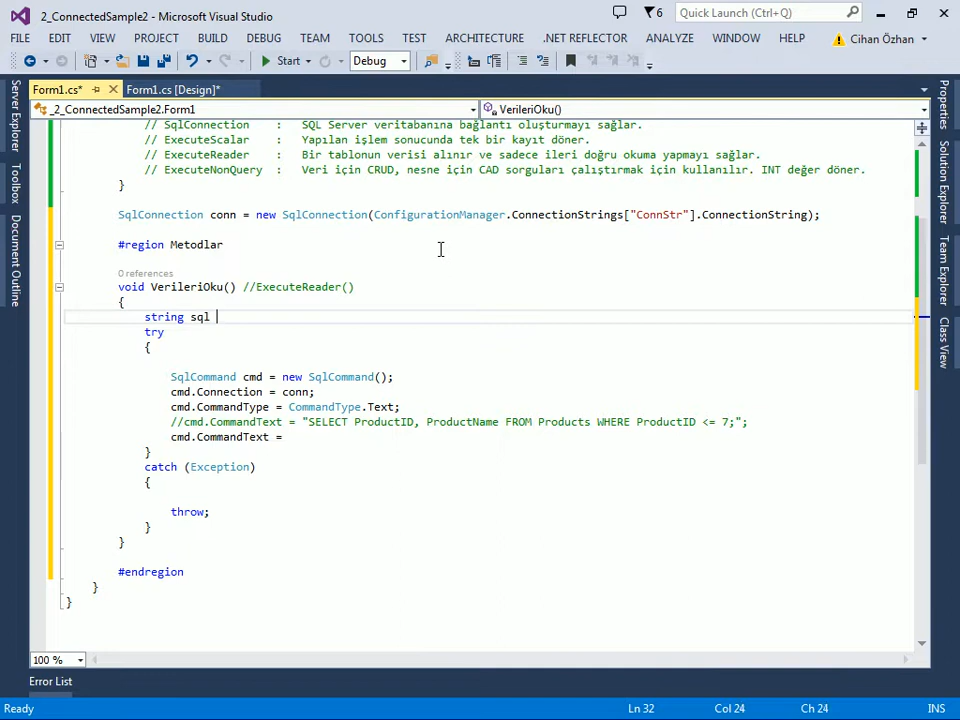 2_ConnectedSample2 - Microsoft Visual Studio
6
Quick Launch (Ctrl+Q)
FILE EDIT VIEW PROJECT BUILD DEBUG TEAM TOOLS TEST ARCHITECTURE .NET REFLECTOR ANALYZE WINDOW HELP Cihan Özhan
Start Debug
Form1.cs* Form1.cs [Design]*
_2_ConnectedSample2.Form1 VerileriOku()
// SqlConnection : SQL Server veritabanına bağlantı oluşturmayı sağlar.
// ExecuteScalar : Yapılan işlem sonucunda tek bir kayıt döner.
// ExecuteReader : Bir tablonun verisi alınır ve sadece ileri doğru okuma yapmayı sağlar.
// ExecuteNonQuery : Veri için CRUD, nesne için CAD sorguları çalıştırmak için kullanılır. INT değer döner.
}
SqlConnection conn = new SqlConnection(ConfigurationManager.ConnectionStrings["ConnStr"].ConnectionString);
#region Metodlar
0 references
void VerileriOku() //ExecuteReader()
{
string sql
try
{
SqlCommand cmd = new SqlCommand();
cmd.Connection = conn;
cmd.CommandType = CommandType.Text;
//cmd.CommandText = "SELECT ProductID, ProductName FROM Products WHERE ProductID <= 7;";
cmd.CommandText =
}
catch (Exception)
{
throw;
}
}
#endregion
}
}
100 %
Error List
Ready Ln 32 Col 24 Ch 24 INS
Server Explorer
Toolbox
Document Outline
Properties
Solution Explorer
Team Explorer
Class View